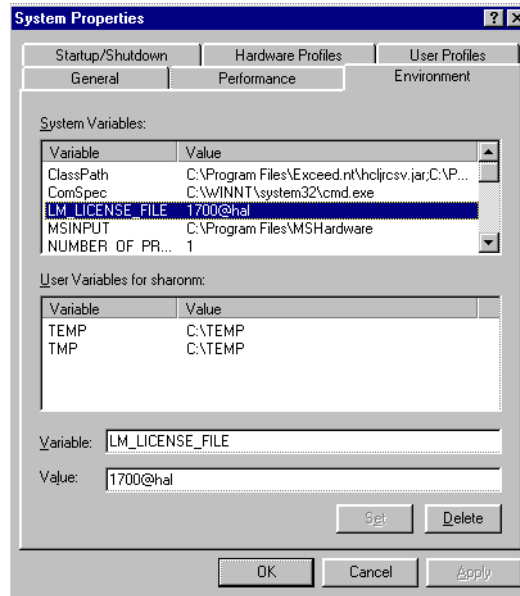 System Properties
Startup/Shutdown Hardware Profiles User Profiles
General Performance Environment
System Variables:
Variable Value
ClassPath C:\Program Files\Exceed.nt\hcljrcsv.jar;C:\P...
ComSpec C:\WINNT\system32\cmd.exe
LM_LICENSE_FILE 1700@hal
MSINPUT C:\Program Files\MSHardware
NUMBER_OF_PR... 1
User Variables for sharonm:
Variable Value
TEMP C:\TEMP
TMP C:\TEMP
Variable: LM_LICENSE_FILE
Value: 1700@hal
Set Delete
OK Cancel Apply